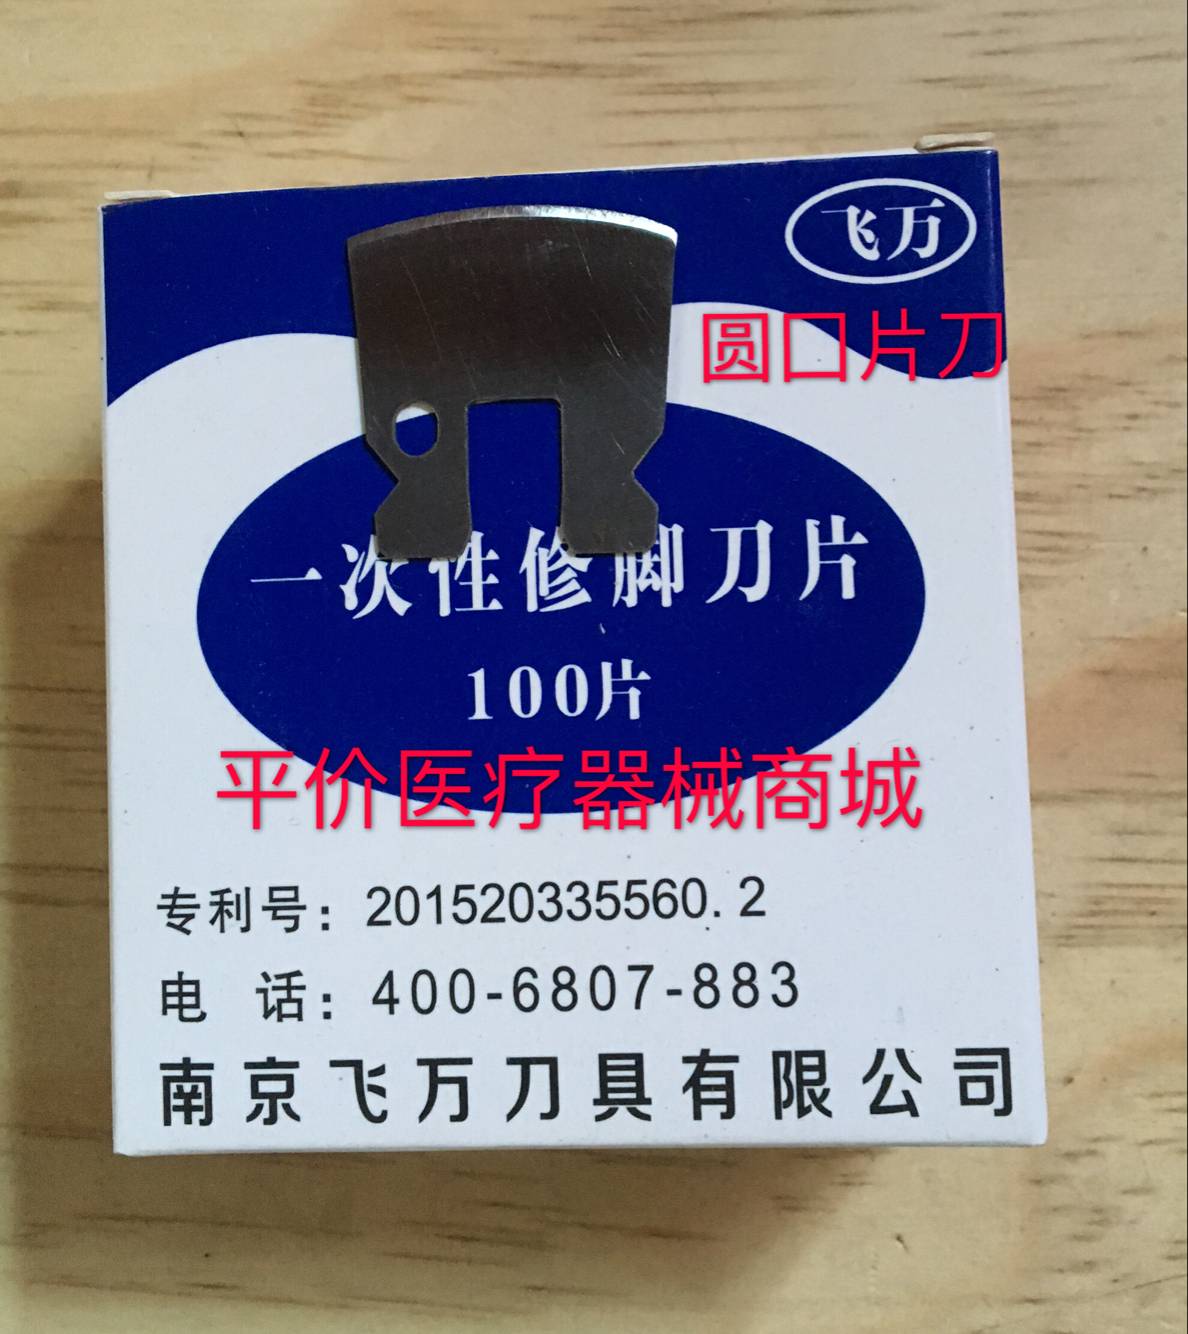 飞万
圆口片刀
一次性修脚刀片
100片
平价医疗器械商城
专利号：201520335560.2
电 话：400-6807-883
南京飞万刀具有限公司